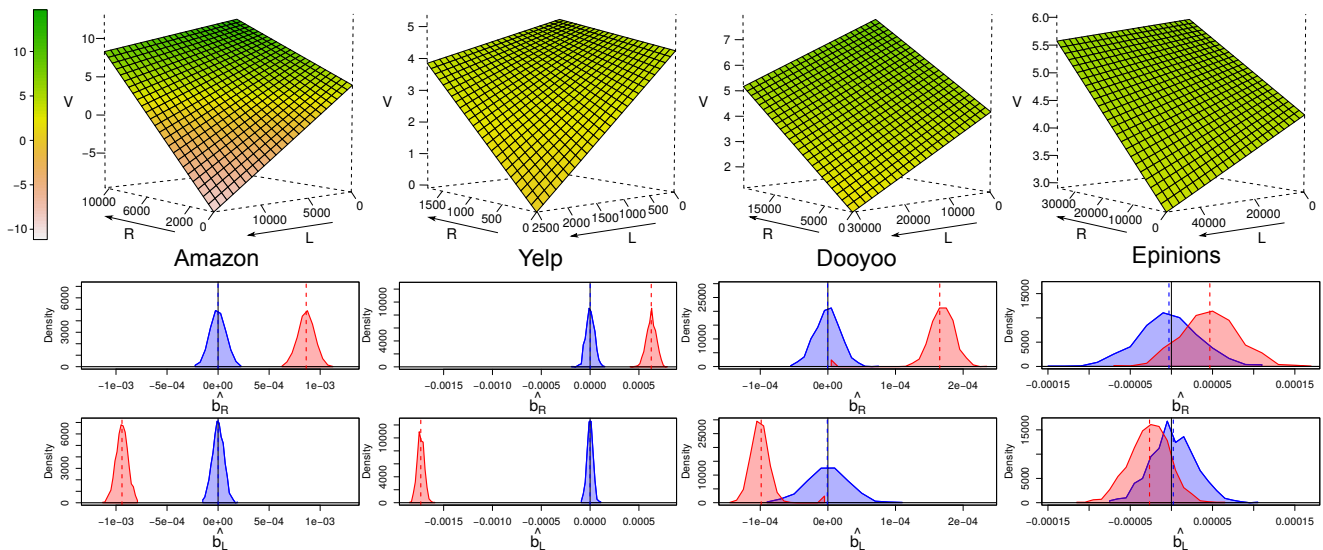 10
5
0
−5
−10
V
10
5
0
−5
10000
6000
2000
0
R
10000
5000
0
L
Amazon
V
5
4
3
2
1
0
1500
1000
500
0
R
2500
2000
1500
1000
500
0
L
Yelp
V
7
6
5
4
3
2
15000
5000
0
R
30000
20000
10000
0
L
Dooyoo
V
6.0
5.5
5.0
4.5
4.0
3.5
3.0
30000
20000
10000
0
R
40000
20000
0
L
Epinions
Density
0 3000 6000
−1e−03 −5e−04 0e+00 5e−04 1e−03
b̂R
Density
0 4000 12000
−0.0015 −0.0010 −0.0005 0.0000 0.0005
b̂R
Density
0 10000 25000
−1e−04 0e+00 1e−04 2e−04
b̂R
Density
0 5000 15000
−0.00015 −0.00005 0.00005 0.00015
b̂R
Density
0 2000 6000
−1e−03 −5e−04 0e+00 5e−04 1e−03
b̂L
Density
0 4000 12000
−0.0015 −0.0010 −0.0005 0.0000 0.0005
b̂L
Density
0 10000 25000
−1e−04 0e+00 1e−04 2e−04
b̂L
Density
0 5000 15000
−0.00015 −0.00005 0.00005 0.00015
b̂L